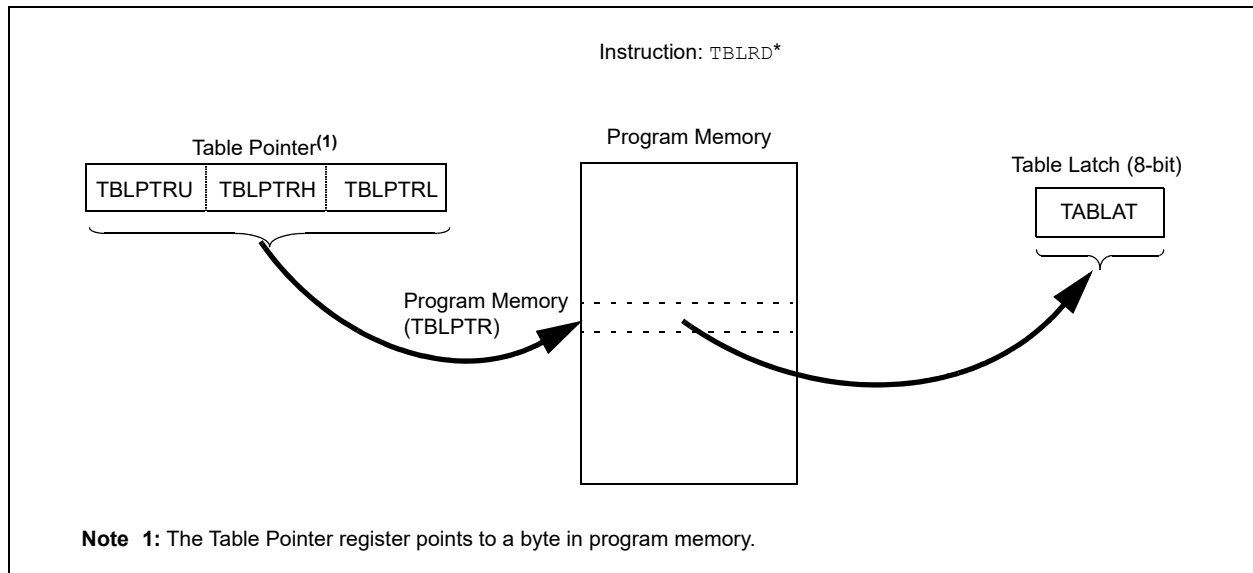 Instruction: TBLRD*
Table Pointer(1)
Program Memory
Table Latch (8-bit)
TBLPTRU TBLPTRH TBLPTRL
TABLAT
Program Memory
(TBLPTR)
Note 1: The Table Pointer register points to a byte in program memory.